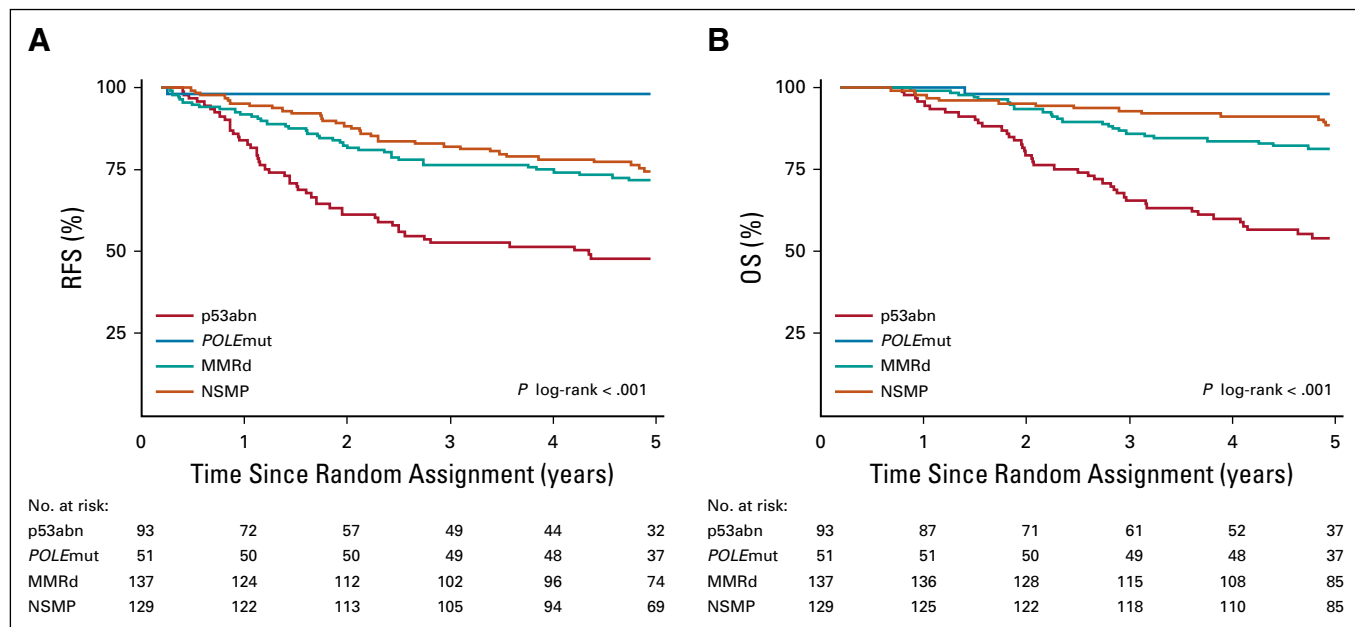 A
100
75
50
25
RFS (%)
p53abn
POLEmut
MMRd
NSMP
P log-rank < .001
0 1 2 3 4 5
Time Since Random Assignment (years)
No. at risk:
p53abn 93 72 57 49 44 32
POLEmut 51 50 50 49 48 37
MMRd 137 124 112 102 96 74
NSMP 129 122 113 105 94 69
B
100
75
50
25
OS (%)
p53abn
POLEmut
MMRd
NSMP
P log-rank < .001
0 1 2 3 4 5
Time Since Random Assignment (years)
No. at risk:
p53abn 93 87 71 61 52 37
POLEmut 51 51 50 49 48 37
MMRd 137 136 128 115 108 85
NSMP 129 125 122 118 110 85